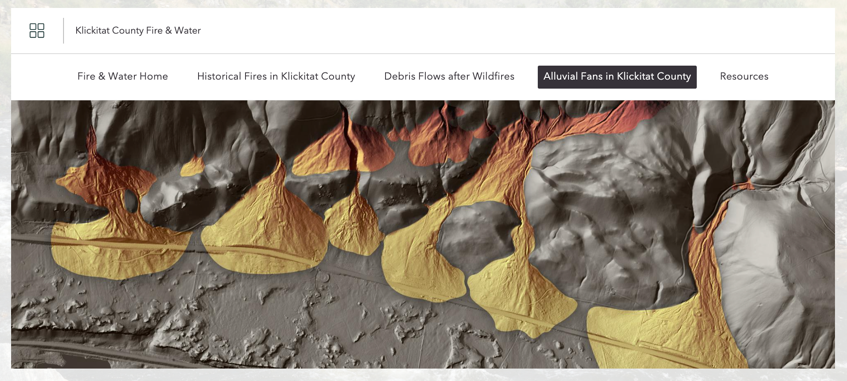 Klickitat County Fire & Water
Fire & Water Home Historical Fires in Klickitat County Debris Flows after Wildfires Alluvial Fans in Klickitat County Resources